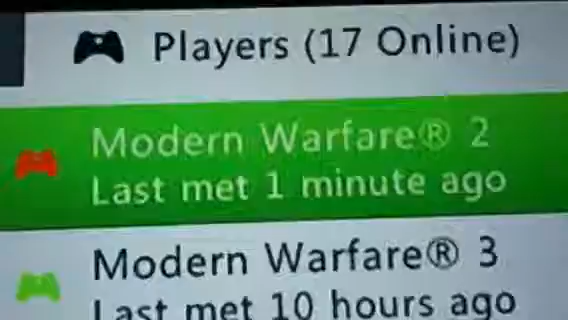 Players (17 Online)
Modern Warfare® 2
Last met 1 minute ago
Modern Warfare® 3
Last met 10 hours ago